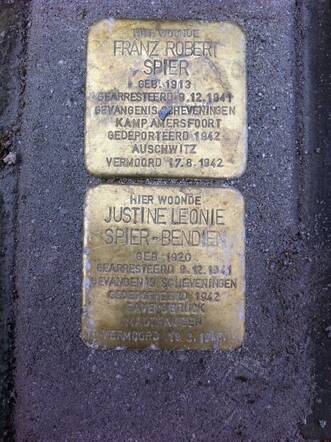 HIER WOONDE
FRANZ ROBERT
SPIER
GEB. 1913
GEARRESTEERD 9.12.1941
GEVANGENIS SCHEVENINGEN
KAMP AMERSFOORT
GEDEPORTEERD 1942
AUSCHWITZ
VERMOORD 17.8.1942
HIER WOONDE
JUSTINE LEONIE
SPIER-BENDIEN
GEB. 1920
GEARRESTEERD 9.12.1941
GEVANGENIS SCHEVENINGEN
GEDEPORTEERD 1942
RAVENSBRÜCK
MAUTHAUSEN
VERMOORD